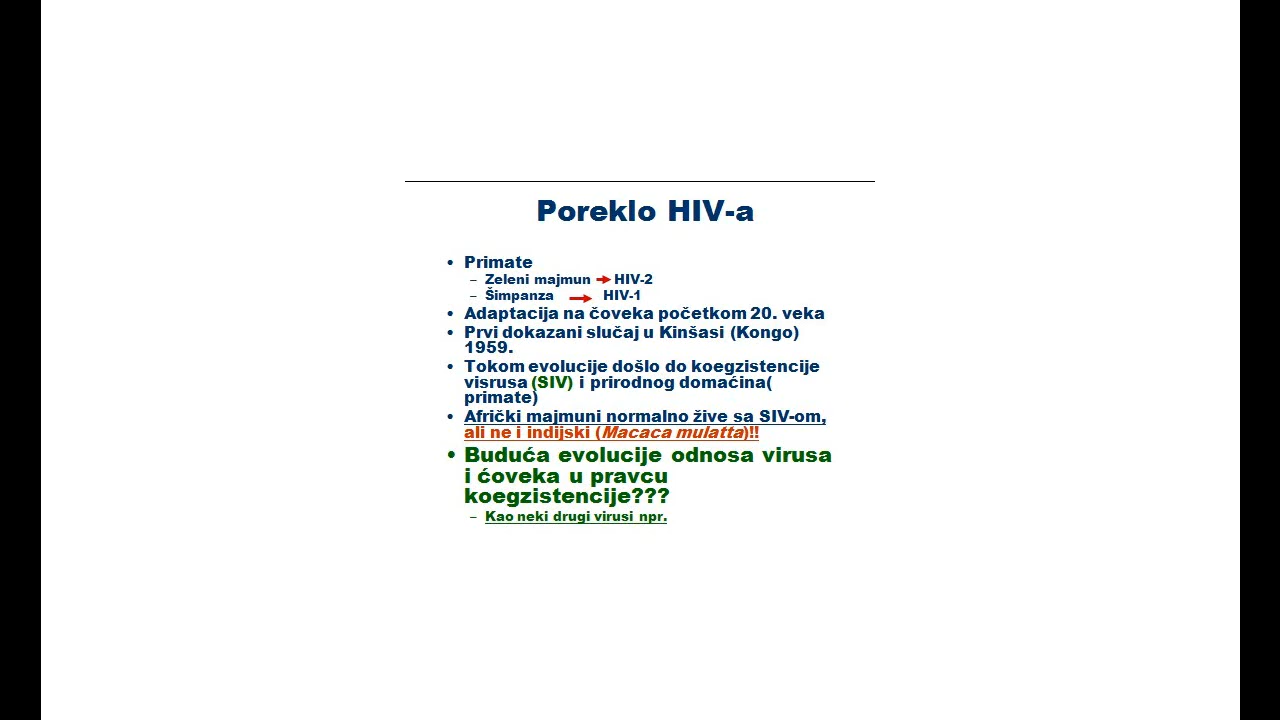 Poreklo HIV-a
• Primate
– Zeleni majmun → HIV-2
– Šimpanza → HIV-1
• Adaptacija na čoveka početkom 20. veka
• Prvi dokazani slučaj u Kinšasi (Kongo)
1959.
• Tokom evolucije došlo do koegzistencije
visrusa (SIV) i prirodnog domaćina(
primate)
• Afrički majmuni normalno žive sa SIV-om,
ali ne i indijski (Macaca mulatta)!!
• Buduća evolucije odnosa virusa
i ćoveka u pravcu
koegzistencije???
– Kao neki drugi virusi npr.